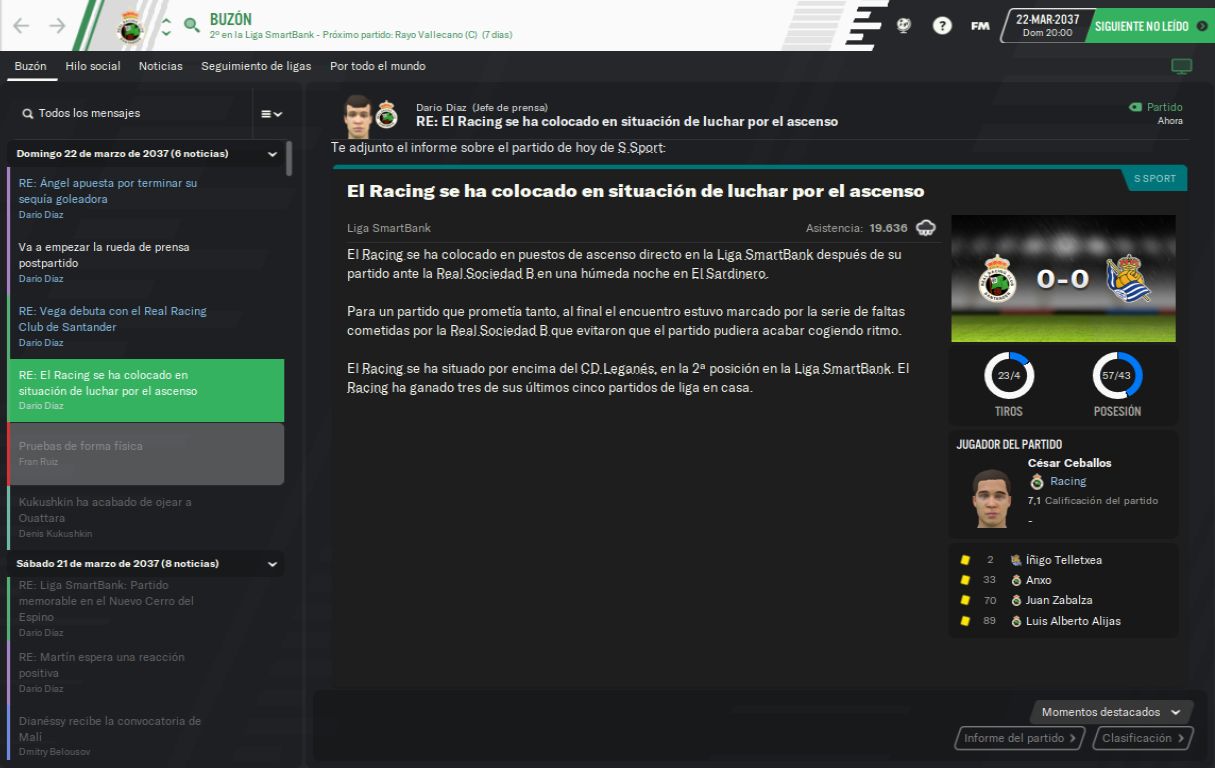 BUZÓN
2º en la Liga SmartBank - Próximo partido: Rayo Vallecano (C) (7 días)
?
FM
22-MAR-2037
Dom 20:00
SIGUIENTE NO LEÍDO
Buzón
Hilo social
Noticias
Seguimiento de ligas
Por todo el mundo
Todos los mensajes
Domingo 22 de marzo de 2037 (6 noticias)
RE: Ángel apuesta por terminar su
sequía goleadora
Darío Díaz
Va a empezar la rueda de prensa
postpartido
Darío Díaz
RE: Vega debuta con el Real Racing
Club de Santander
Darío Díaz
RE: El Racing se ha colocado en
situación de luchar por el ascenso
Darío Díaz
Pruebas de forma física
Fran Ruiz
Kukushkin ha acabado de ojear a
Ouattara
Denis Kukushkin
Sábado 21 de marzo de 2037 (8 noticias)
RE: Liga SmartBank: Partido
memorable en el Nuevo Cerro del
Espino
Darío Díaz
RE: Martín espera una reacción
positiva
Darío Díaz
Dianéssy recibe la convocatoria de
Malí
Dmitry Belousov
Darío Díaz (Jefe de prensa)
RE: El Racing se ha colocado en situación de luchar por el ascenso
Partido
Ahora
Te adjunto el informe sobre el partido de hoy de S Sport:
S SPORT
El Racing se ha colocado en situación de luchar por el ascenso
Liga SmartBank
Asistencia: 19.636
El Racing se ha colocado en puestos de ascenso directo en la Liga SmartBank después de su
partido ante la Real Sociedad B en una húmeda noche en El Sardinero.
Para un partido que prometía tanto, al final el encuentro estuvo marcado por la serie de faltas
cometidas por la Real Sociedad B que evitaron que el partido pudiera acabar cogiendo ritmo.
El Racing se ha situado por encima del CD Leganés, en la 2ª posición en la Liga SmartBank. El
Racing ha ganado tres de sus últimos cinco partidos de liga en casa.
0-0
23/4
TIROS
57/43
POSESIÓN
JUGADOR DEL PARTIDO
César Ceballos
Racing
7,1 Calificación del partido
-
2 Íñigo Telletxea
33 Anxo
70 Juan Zabalza
89 Luis Alberto Alijas
Momentos destacados
Informe del partido
Clasificación